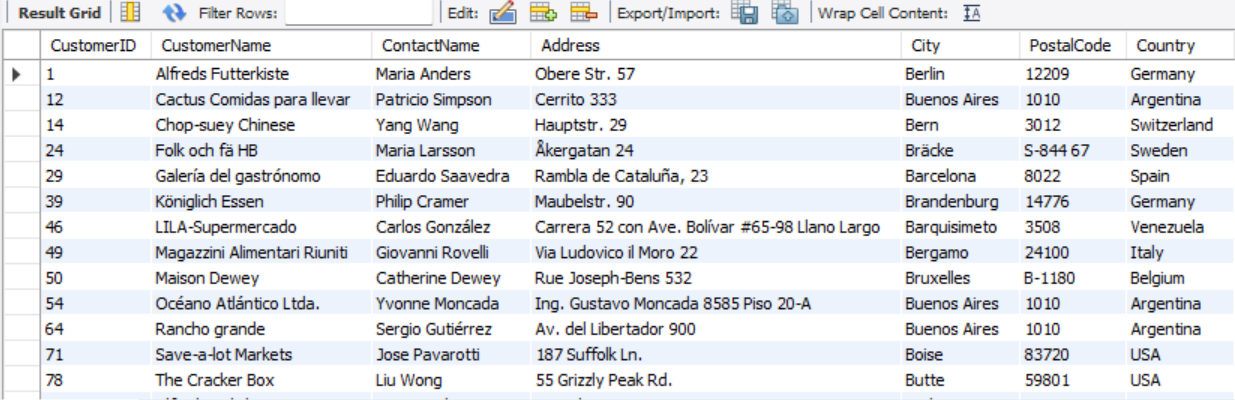 Result Grid Filter Rows: Edit: Export/Import: Wrap Cell Content: IA
CustomerID CustomerName ContactName Address City PostalCode Country
1 Alfreds Futterkiste Maria Anders Obere Str. 57 Berlin 12209 Germany
12 Cactus Comidas para llevar Patricio Simpson Cerrito 333 Buenos Aires 1010 Argentina
14 Chop-suey Chinese Yang Wang Hauptstr. 29 Bern 3012 Switzerland
24 Folk och fä HB Maria Larsson Åkergatan 24 Bräcke S-844 67 Sweden
29 Galería del gastrónomo Eduardo Saavedra Rambla de Cataluña, 23 Barcelona 8022 Spain
39 Königlich Essen Philip Cramer Maubelstr. 90 Brandenburg 14776 Germany
46 LILA-Supermercado Carlos González Carrera 52 con Ave. Bolívar #65-98 Llano Largo Barquisimeto 3508 Venezuela
49 Magazzini Alimentari Riuniti Giovanni Rovelli Via Ludovico il Moro 22 Bergamo 24100 Italy
50 Maison Dewey Catherine Dewey Rue Joseph-Bens 532 Bruxelles B-1180 Belgium
54 Océano Atlántico Ltda. Yvonne Moncada Ing. Gustavo Moncada 8585 Piso 20-A Buenos Aires 1010 Argentina
64 Rancho grande Sergio Gutiérrez Av. del Libertador 900 Buenos Aires 1010 Argentina
71 Save-a-lot Markets Jose Pavarotti 187 Suffolk Ln. Boise 83720 USA
78 The Cracker Box Liu Wong 55 Grizzly Peak Rd. Butte 59801 USA